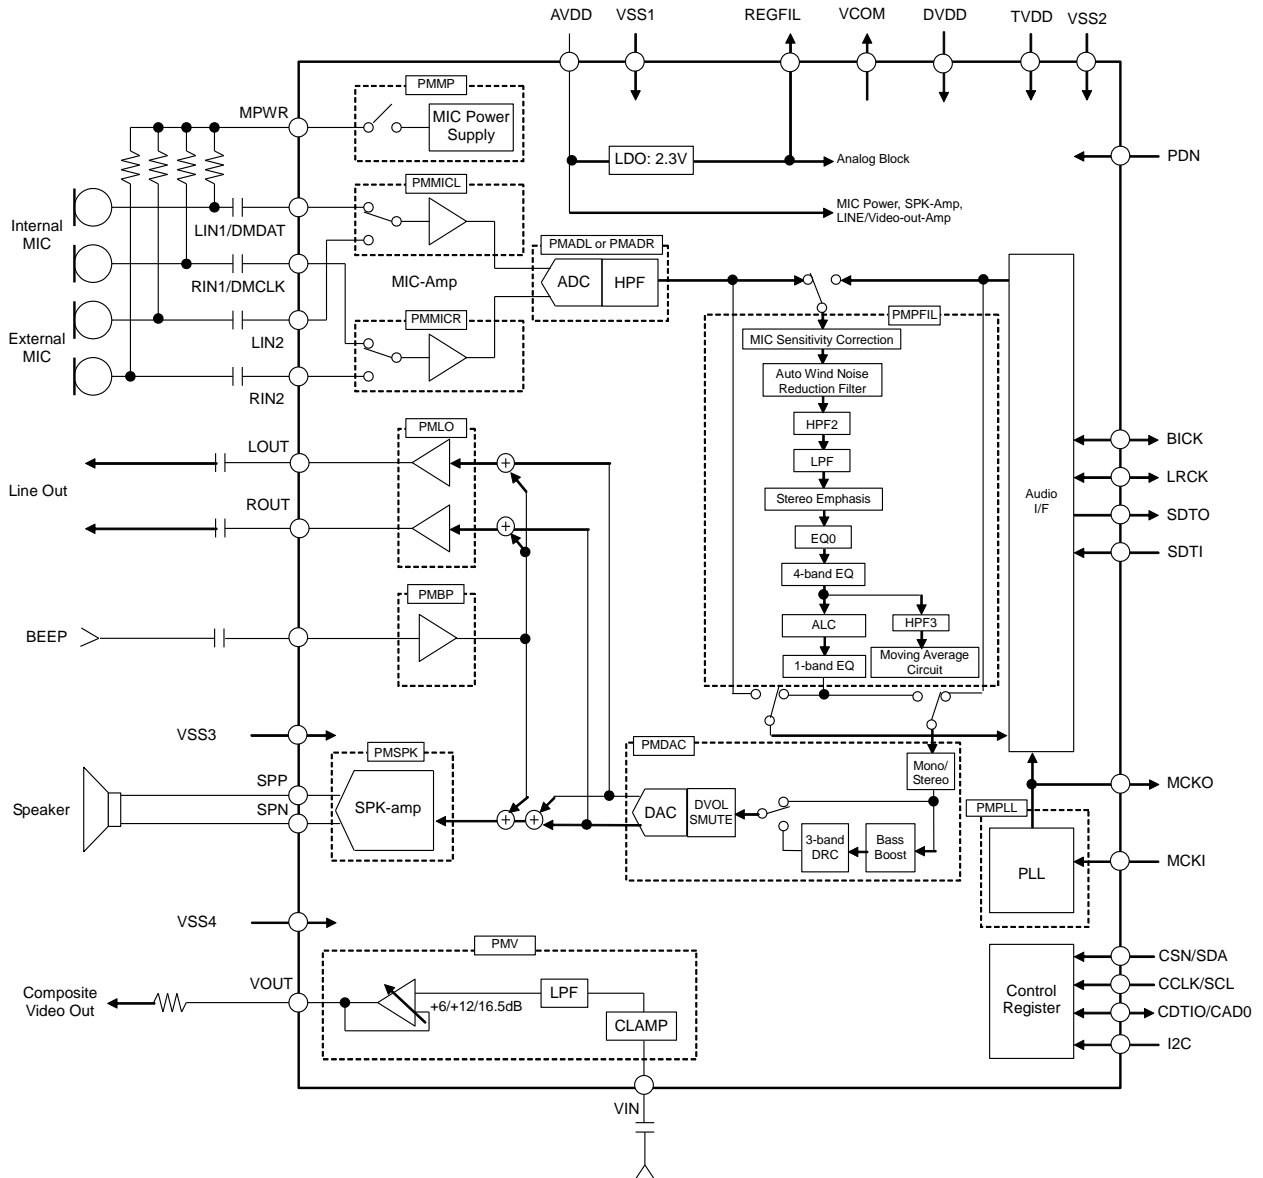 AVDD
VSS1
REGFIL
VCOM
DVDD
TVDD
VSS2
PMMP
MPWR
MIC Power
Supply
LDO: 2.3V
Analog Block
PDN
PMMICL
MIC Power, SPK-Amp,
LINE/Video-out-Amp
Internal
MIC
LIN1/DMDAT
PMADL or PMADR
ADC
HPF
RIN1/DMCLK
MIC-Amp
PMMICR
PMPFIL
External
MIC
LIN2
MIC Sensitivity Correction
Auto Wind Noise
Reduction Filter
RIN2
HPF2
LOUT
PMLO
+
LPF
BICK
LRCK
Line Out
ROUT
Stereo Emphasis
Audio
I/F
SDTO
+
EQ0
SDTI
4-band EQ
PMBP
BEEP
ALC
HPF3
1-band EQ
Moving Average
Circuit
VSS3
PMSPK
PMDAC
Mono/
Stereo
SPP
MCKO
Speaker
SPN
SPK-amp
+
+
DAC
DVOL
SMUTE
PMPLL
3-band
DRC
Bass
Boost
PLL
MCKI
VSS4
PMV
CSN/SDA
VOUT
CCLK/SCL
Composite
Video Out
+6/+12/16.5dB
LPF
Control
Register
CDTIO/CAD0
CLAMP
I2C
VIN